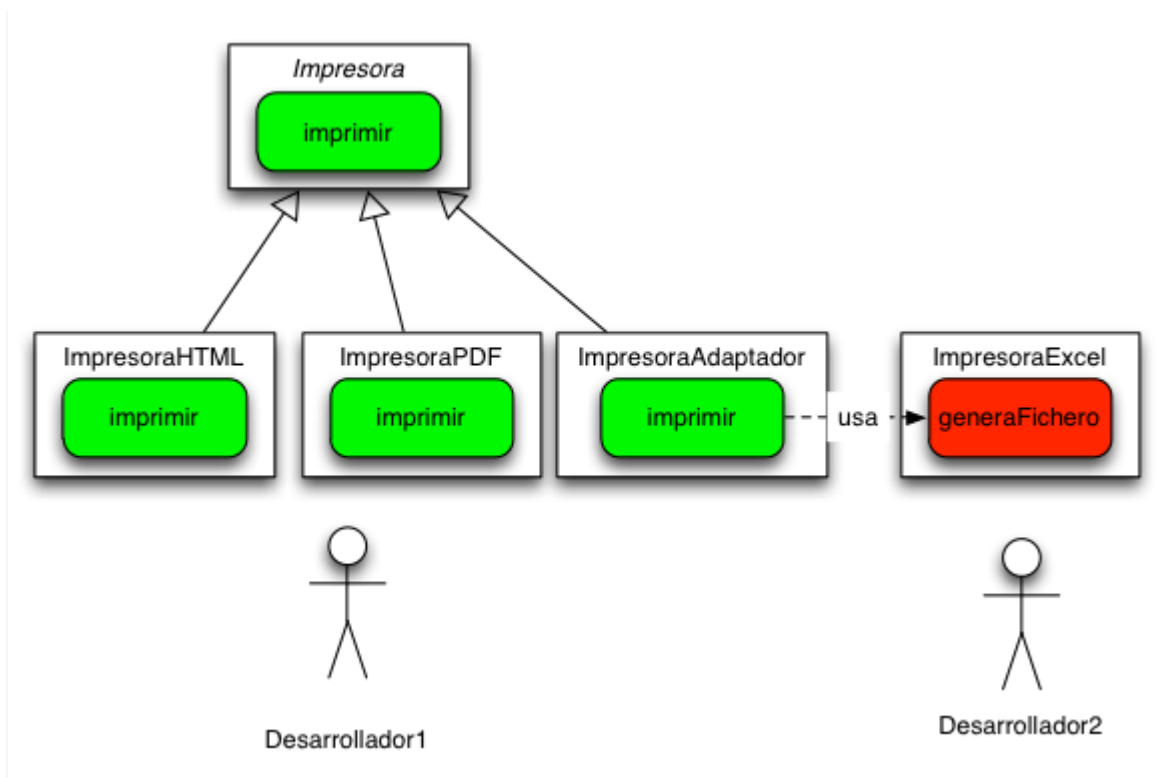 Impresora
imprimir
ImpresoraHTML
imprimir
ImpresoraPDF
imprimir
ImpresoraAdaptador
imprimir
usa
ImpresoraExcel
generaFichero
Desarrollador1
Desarrollador2